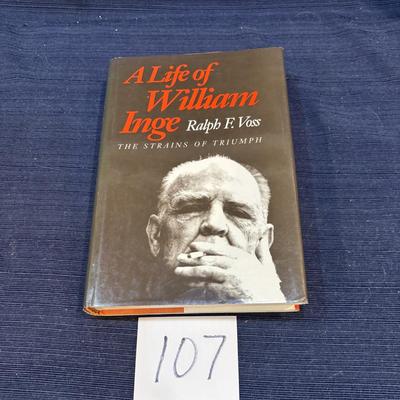 A Life of
William
Inge Ralph F. Voss
THE STRAINS OF TRIUMPH
107